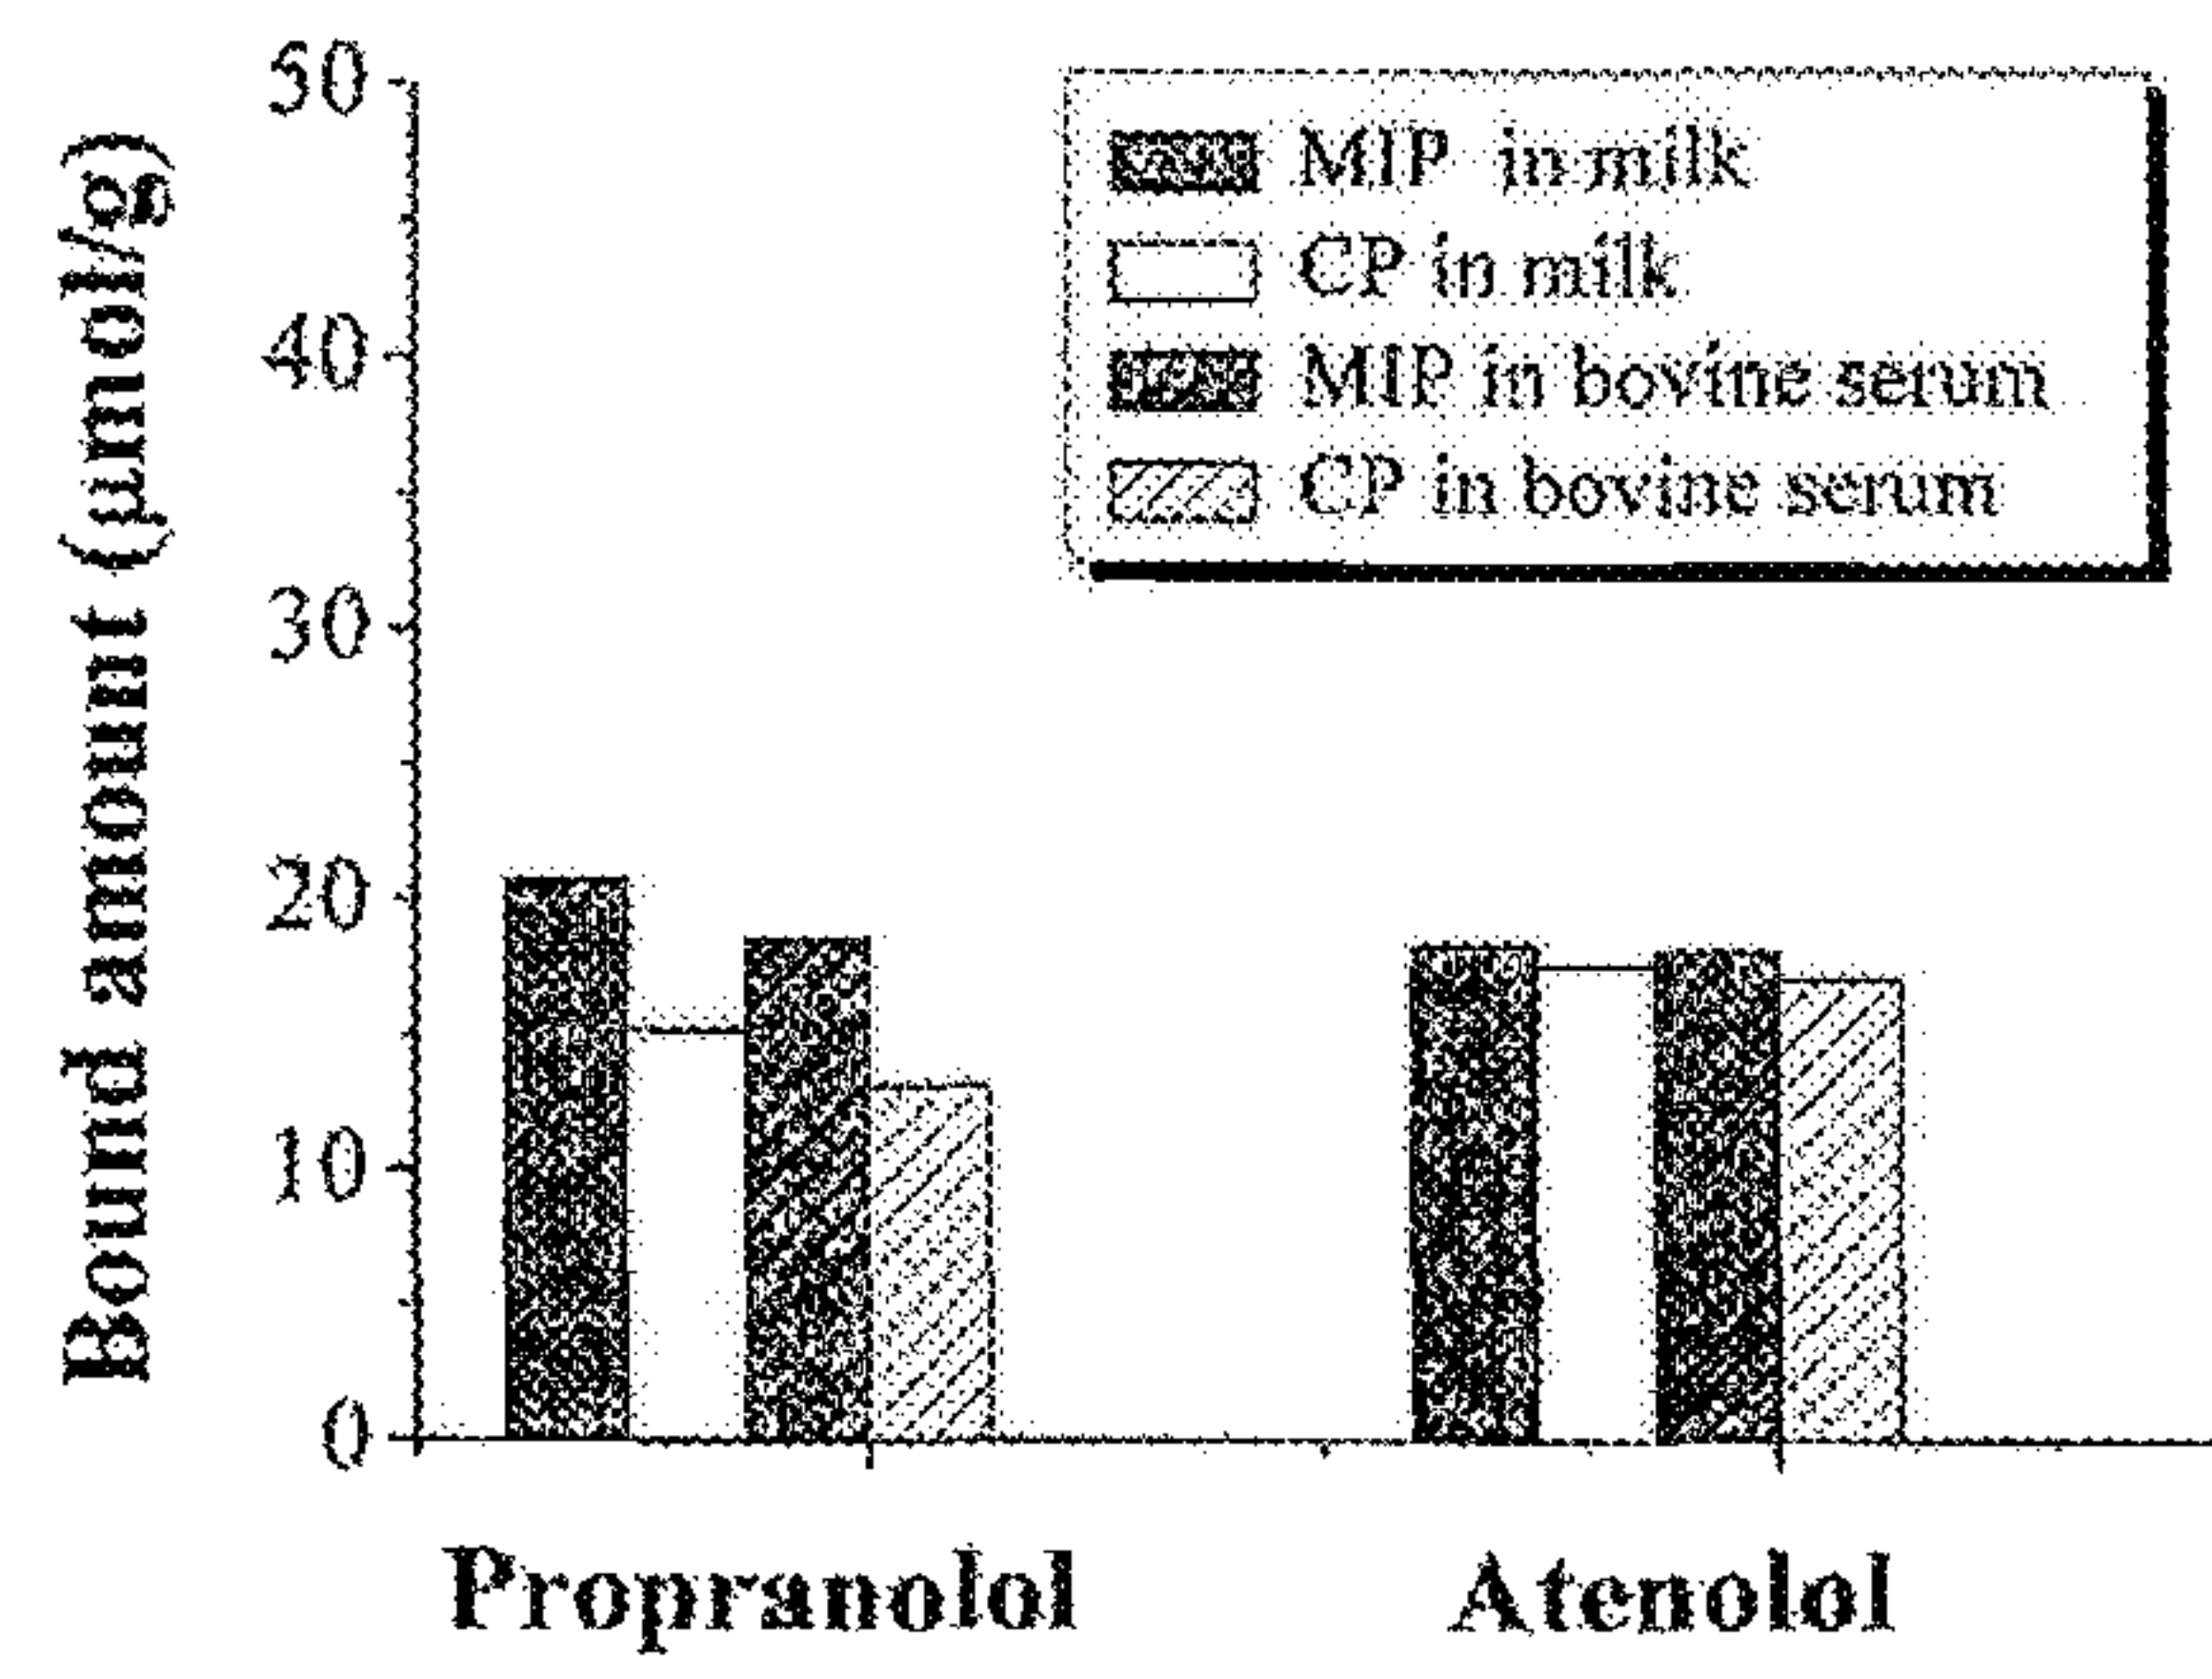 Bound amount (µmol/g)
50
40
30
20
10
0
MIP in milk
CP in milk
MIP in bovine serum
CP in bovine serum
Propranolol
Atenolol